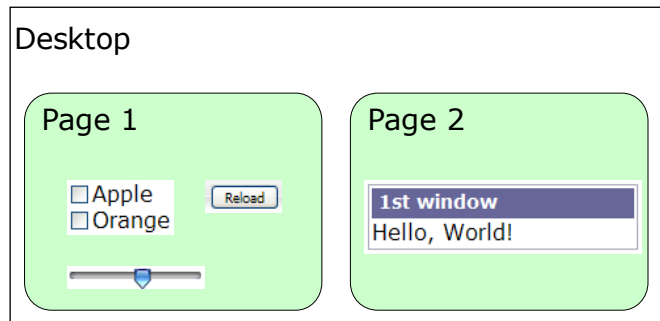 Desktop
Page 1
Apple
Orange
Reload
Page 2
1st window
Hello, World!